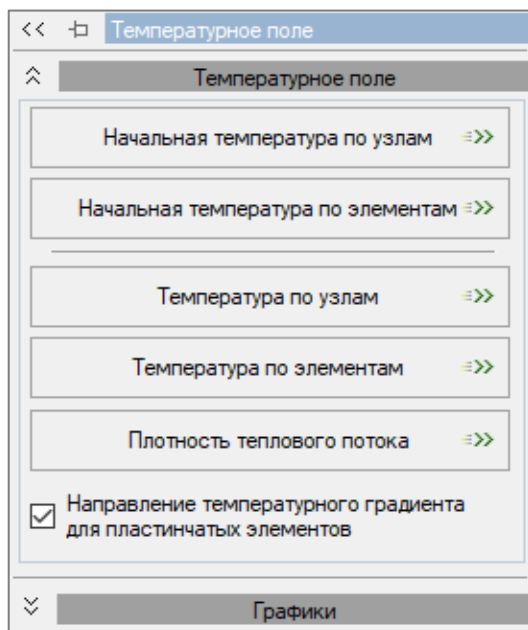 Температурное поле
Температурное поле
Начальная температура по узлам
Начальная температура по элементам
Температура по узлам
Температура по элементам
Плотность теплового потока
Направление температурного градиента
для пластинчатых элементов
Графики